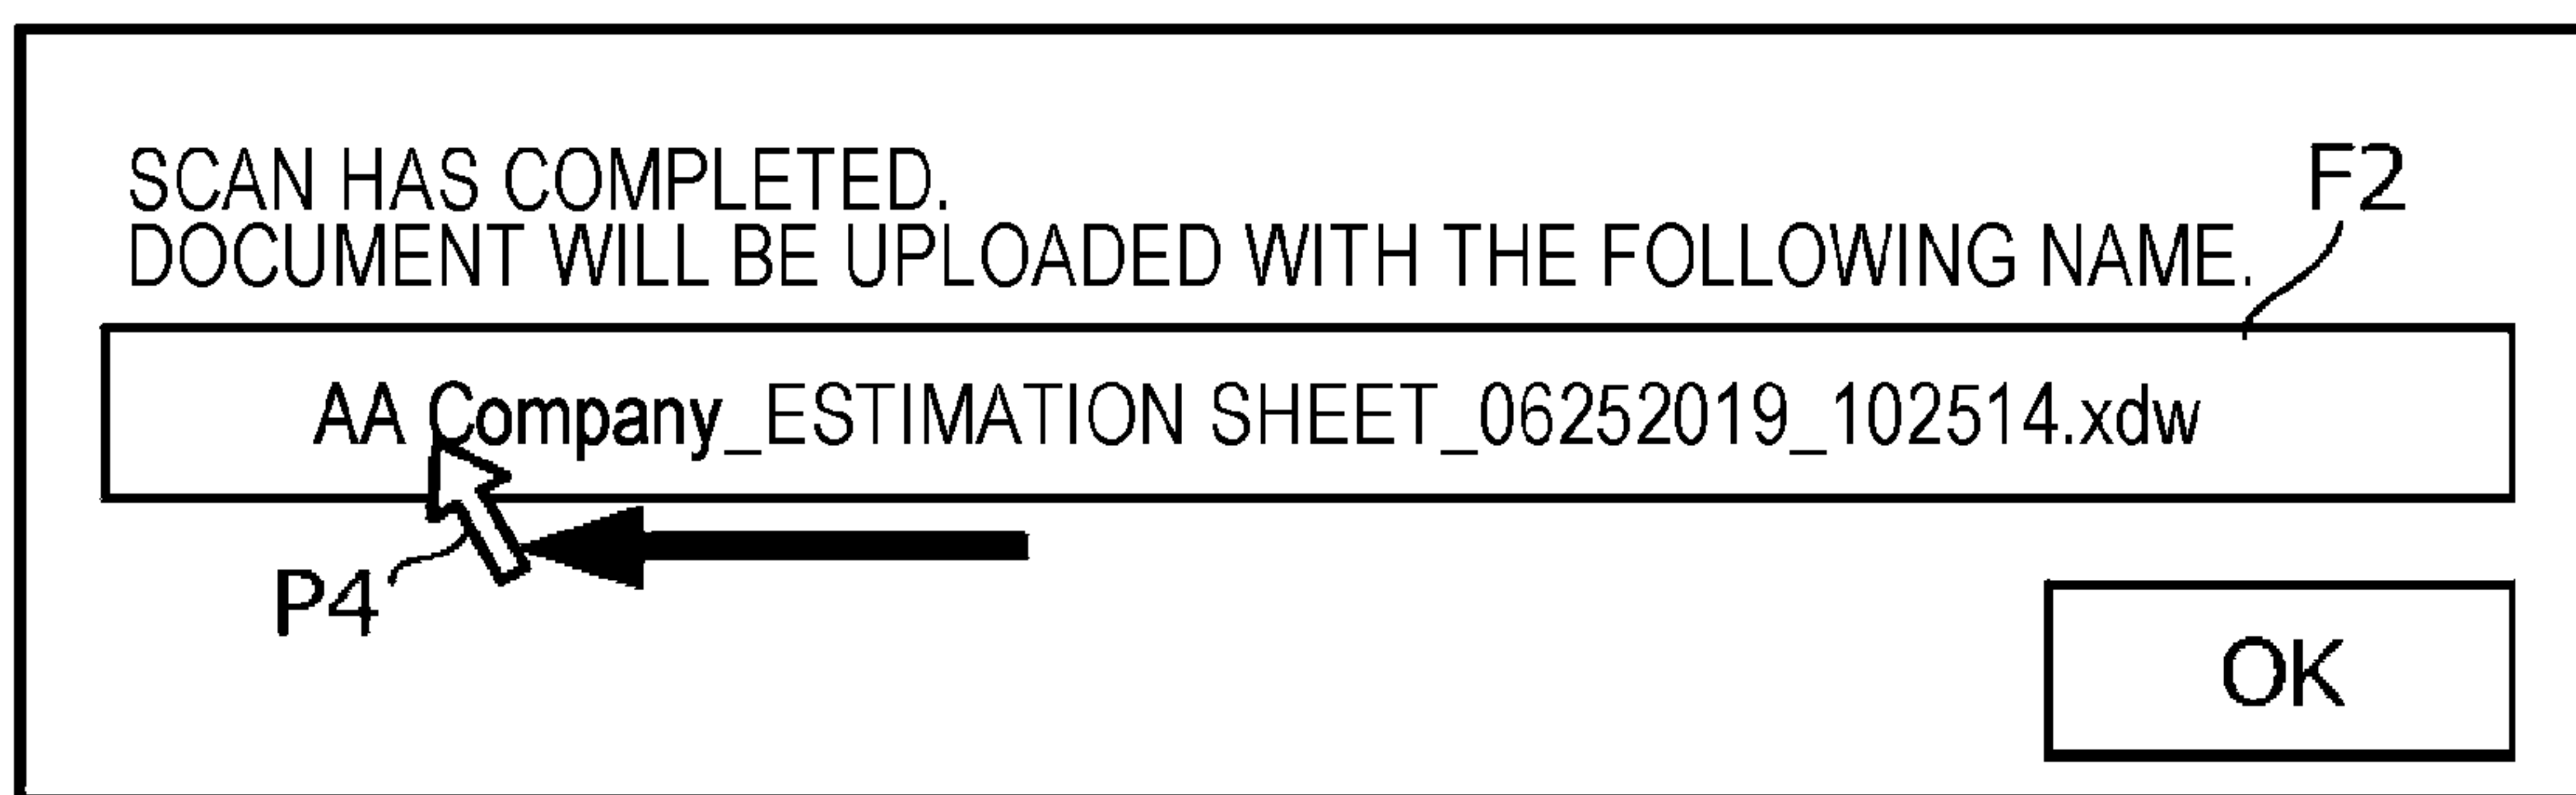 SCAN HAS COMPLETED.
F2
DOCUMENT WILL BE UPLOADED WITH THE FOLLOWING NAME.
AA Company_ESTIMATION SHEET_06252019_102514.xdw
P4
OK